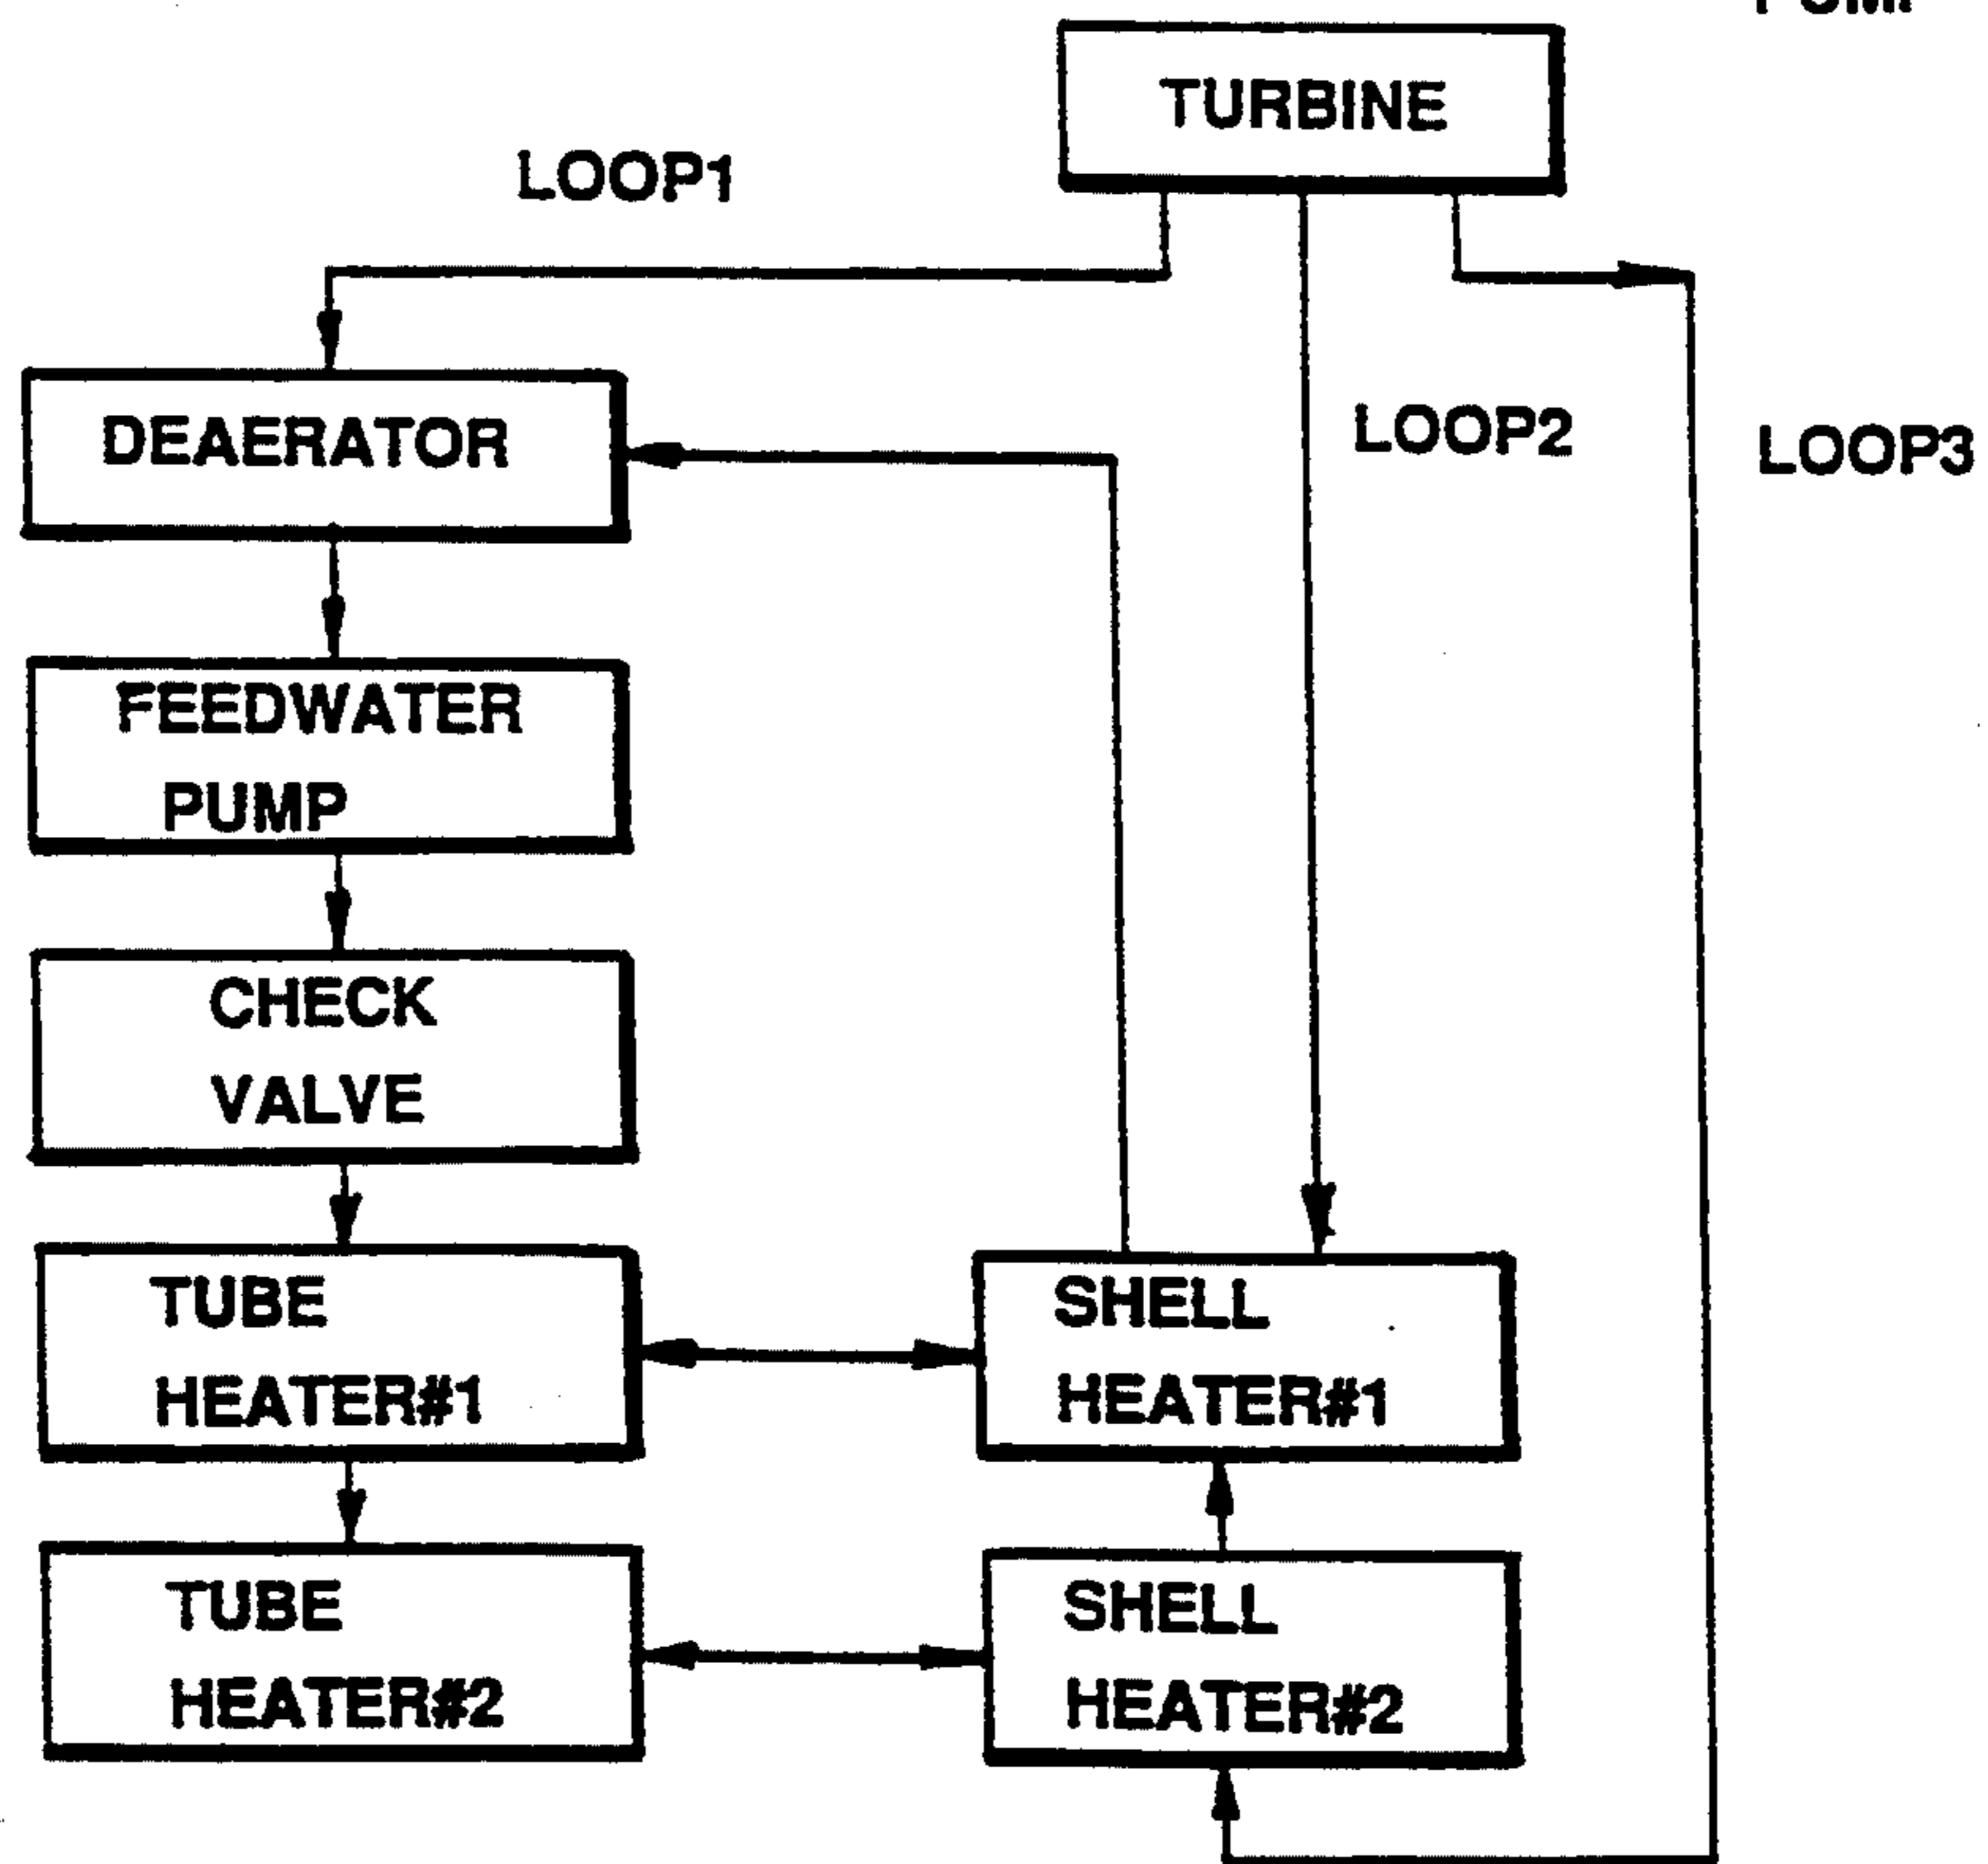 TURBINE
LOOP1
DEAERATOR
LOOP2
LOOP3
FEEDWATER
PUMP
CHECK
VALVE
TUBE
HEATER#1
SHELL
HEATER#1
TUBE
HEATER#2
SHELL
HEATER#2